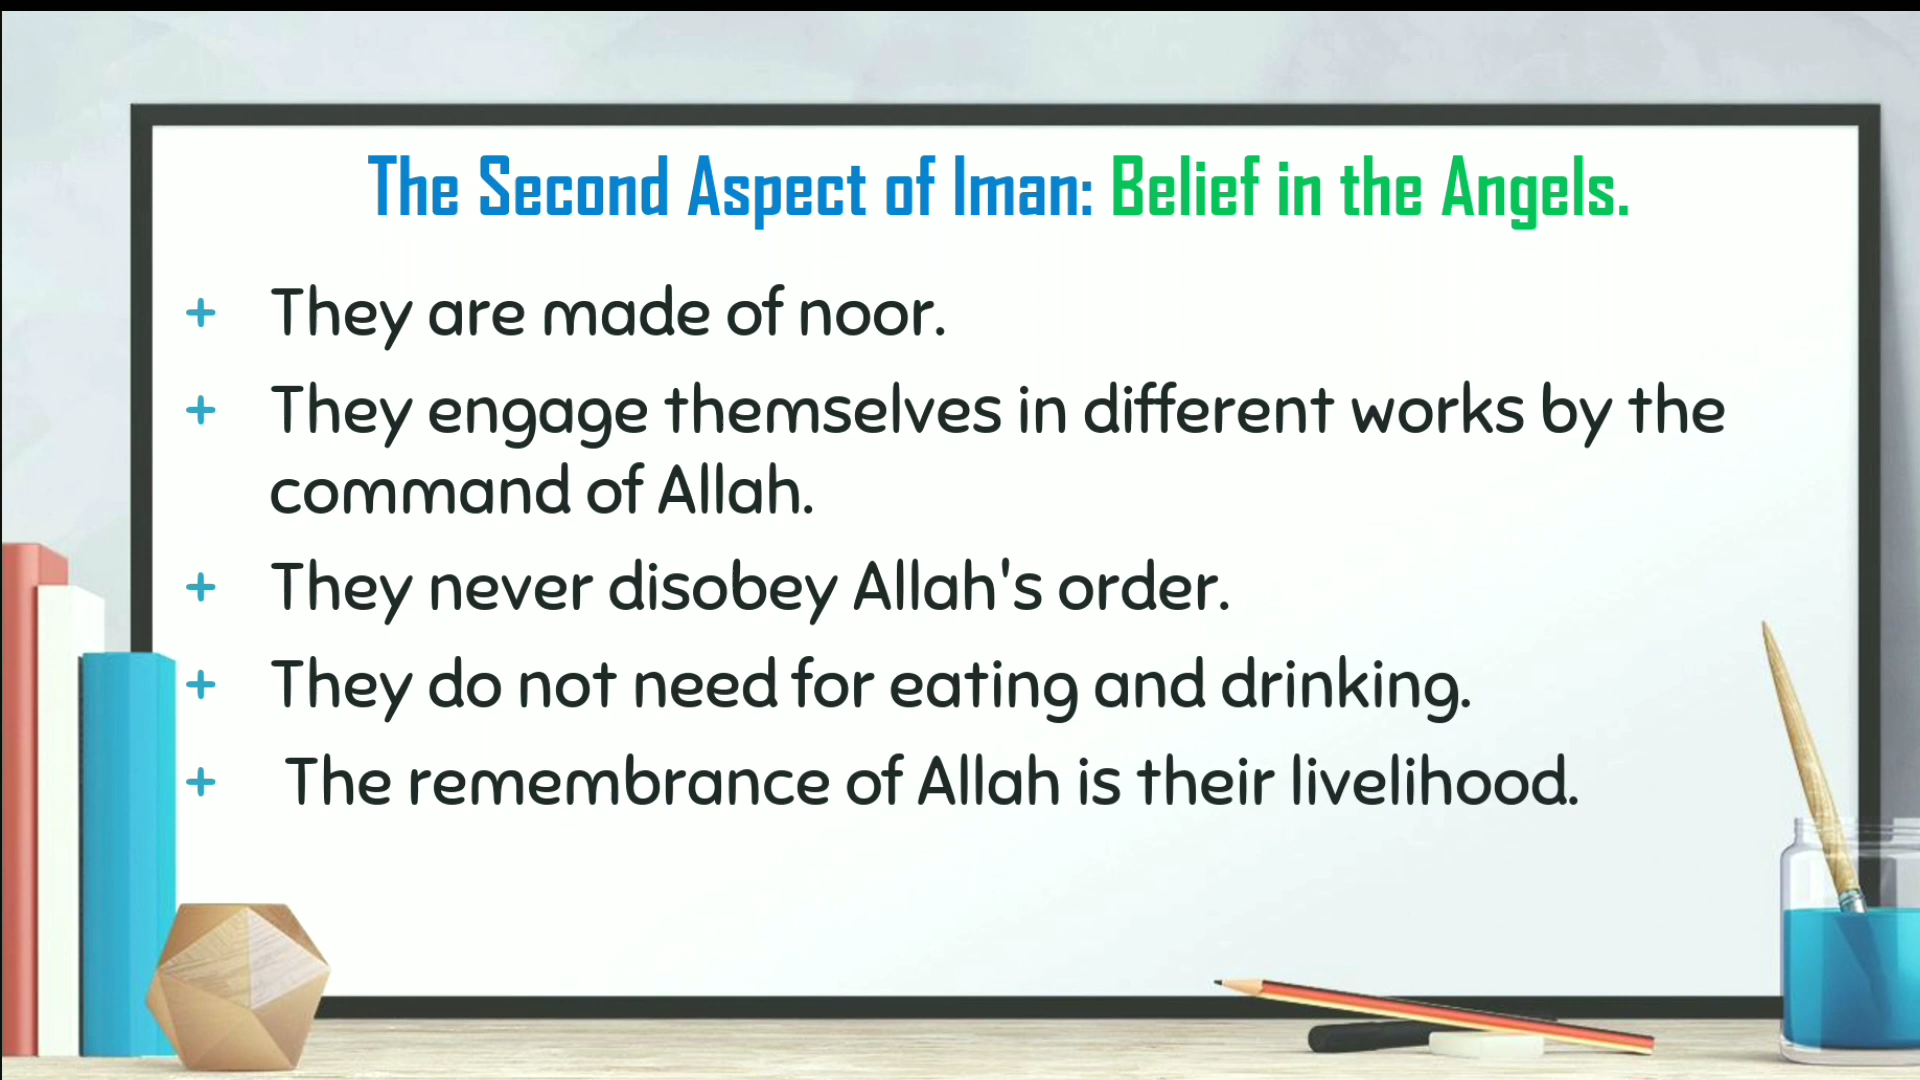 The Second Aspect of Iman: Belief in the Angels.
+ They are made of noor.
+ They engage themselves in different works by the
command of Allah.
+ They never disobey Allah's order.
+ They do not need for eating and drinking.
+ The remembrance of Allah is their livelihood.